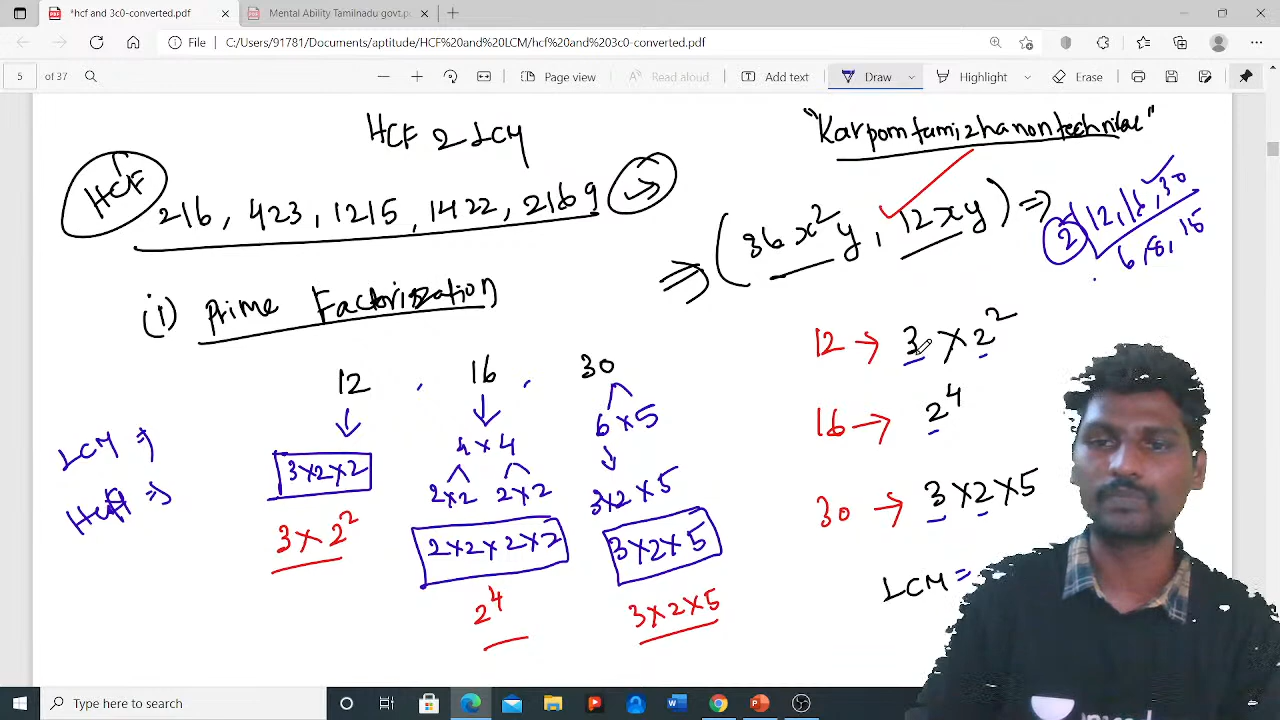 *hcf and 3c0-converted.pdf
Mental Ability Tamilnadu govt.p
File
C:/Users/91781/Documents/aptitude/HCF%20and%20LCM/hcf%20and%203c0-converted.pdf
5 of 37
Page view
Read aloud
Add text
Draw
Highlight
Erase
HCF 2 LCM
"Karpom tamizha non technical"
HCF
216, 423, 1215, 1422, 2169
(36x²y, 12xy) ⇒
2 12, 16, 30
6, 8, 15
(i) Prime Factorization
12 → 3 × 2²
12 , 16 , 30
6 × 5
16 → 2⁴
4 × 4
LCM ⇒
3×2×2
2×2 2×2
3×2×5
HCF ⇒
30 → 3×2×5
3×2²
2×2×2×2
3×2×5
LCM =
2⁴
3×2×5
Type here to search